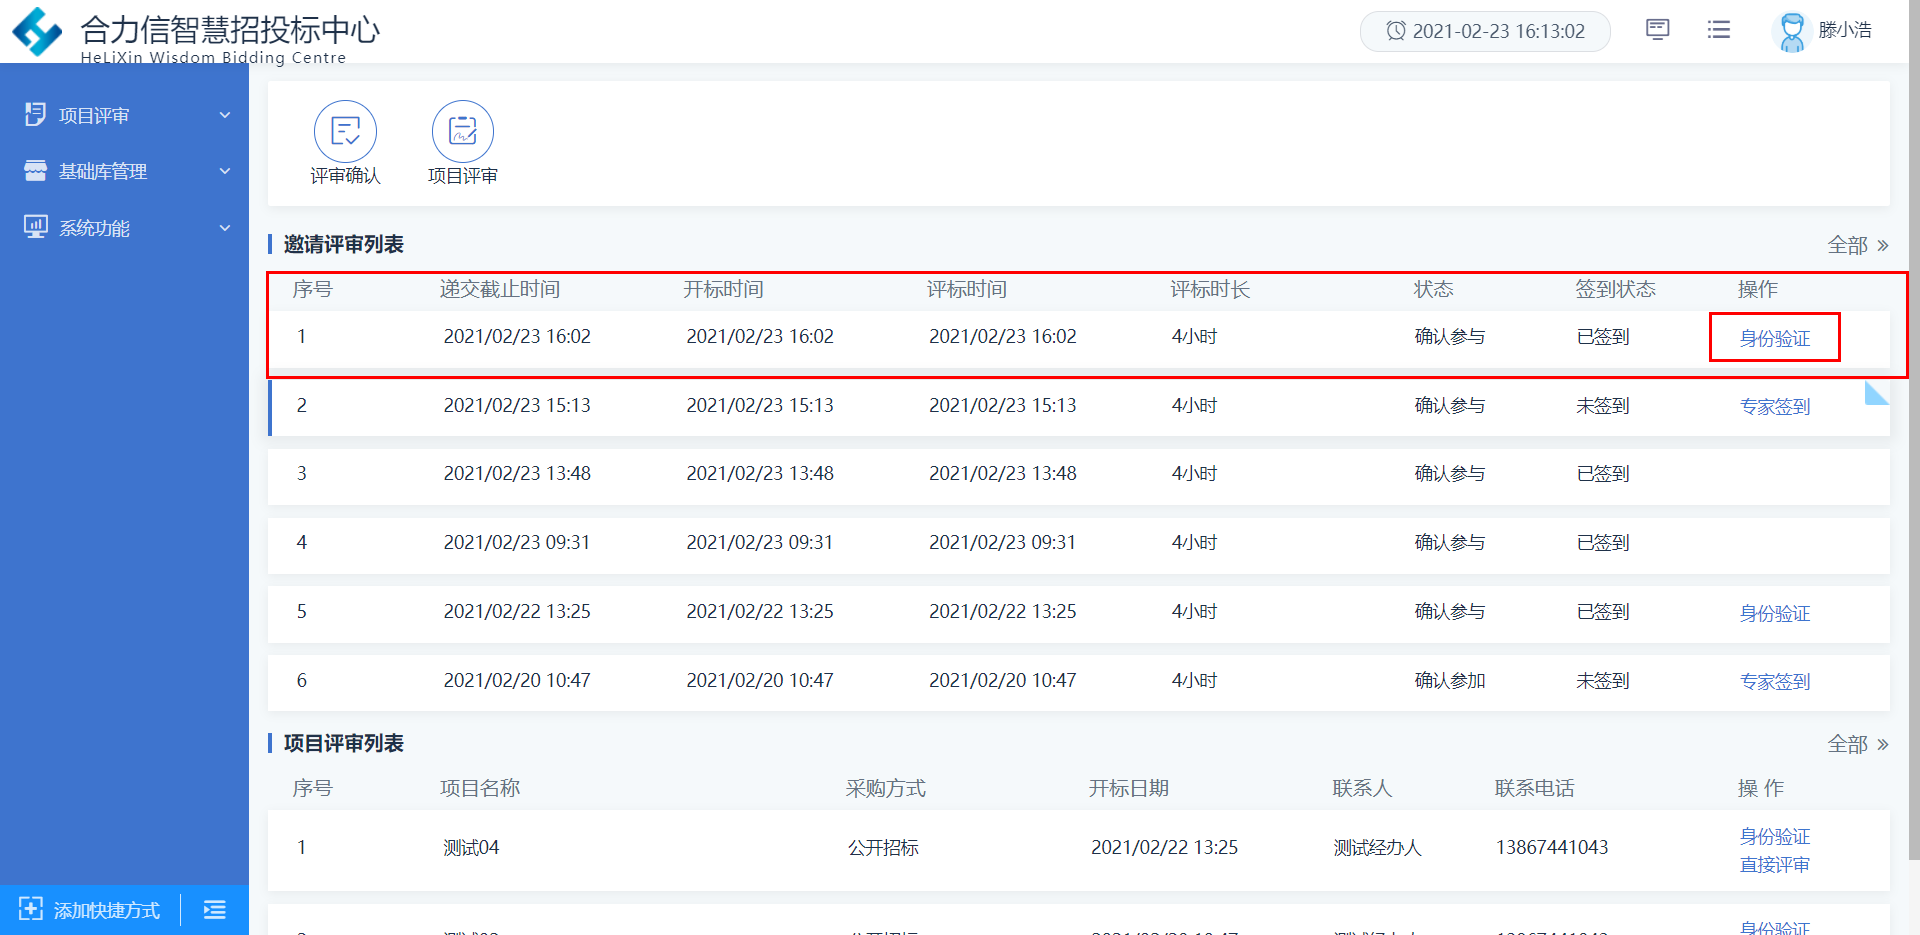 合力信智慧招投标中心
HeLiXin Wisdom Bidding Centre
2021-02-23 16:13:02
滕小浩
项目评审
基础库管理
系统功能
添加快捷方式
评审确认 项目评审
邀请评审列表 全部 »
序号 递交截止时间 开标时间 评标时间 评标时长 状态 签到状态 操作
1 2021/02/23 16:02 2021/02/23 16:02 2021/02/23 16:02 4小时 确认参与 已签到 身份验证
2 2021/02/23 15:13 2021/02/23 15:13 2021/02/23 15:13 4小时 确认参与 未签到 专家签到
3 2021/02/23 13:48 2021/02/23 13:48 2021/02/23 13:48 4小时 确认参与 已签到
4 2021/02/23 09:31 2021/02/23 09:31 2021/02/23 09:31 4小时 确认参与 已签到
5 2021/02/22 13:25 2021/02/22 13:25 2021/02/22 13:25 4小时 确认参与 已签到 身份验证
6 2021/02/20 10:47 2021/02/20 10:47 2021/02/20 10:47 4小时 确认参加 未签到 专家签到
项目评审列表 全部 »
序号 项目名称 采购方式 开标日期 联系人 联系电话 操 作
1 测试04 公开招标 2021/02/22 13:25 测试经办人 13867441043 身份验证
直接评审
身份验证